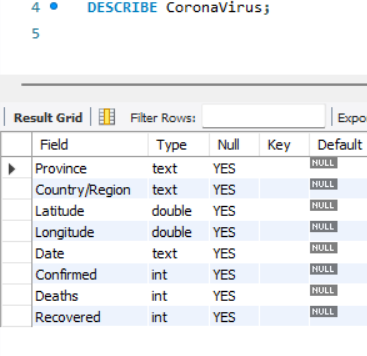 4 DESCRIBE CoronaVirus;
5
Result Grid Filter Rows: Expo
Field Type Null Key Default
Province text YES NULL
Country/Region text YES NULL
Latitude double YES NULL
Longitude double YES NULL
Date text YES NULL
Confirmed int YES NULL
Deaths int YES NULL
Recovered int YES NULL